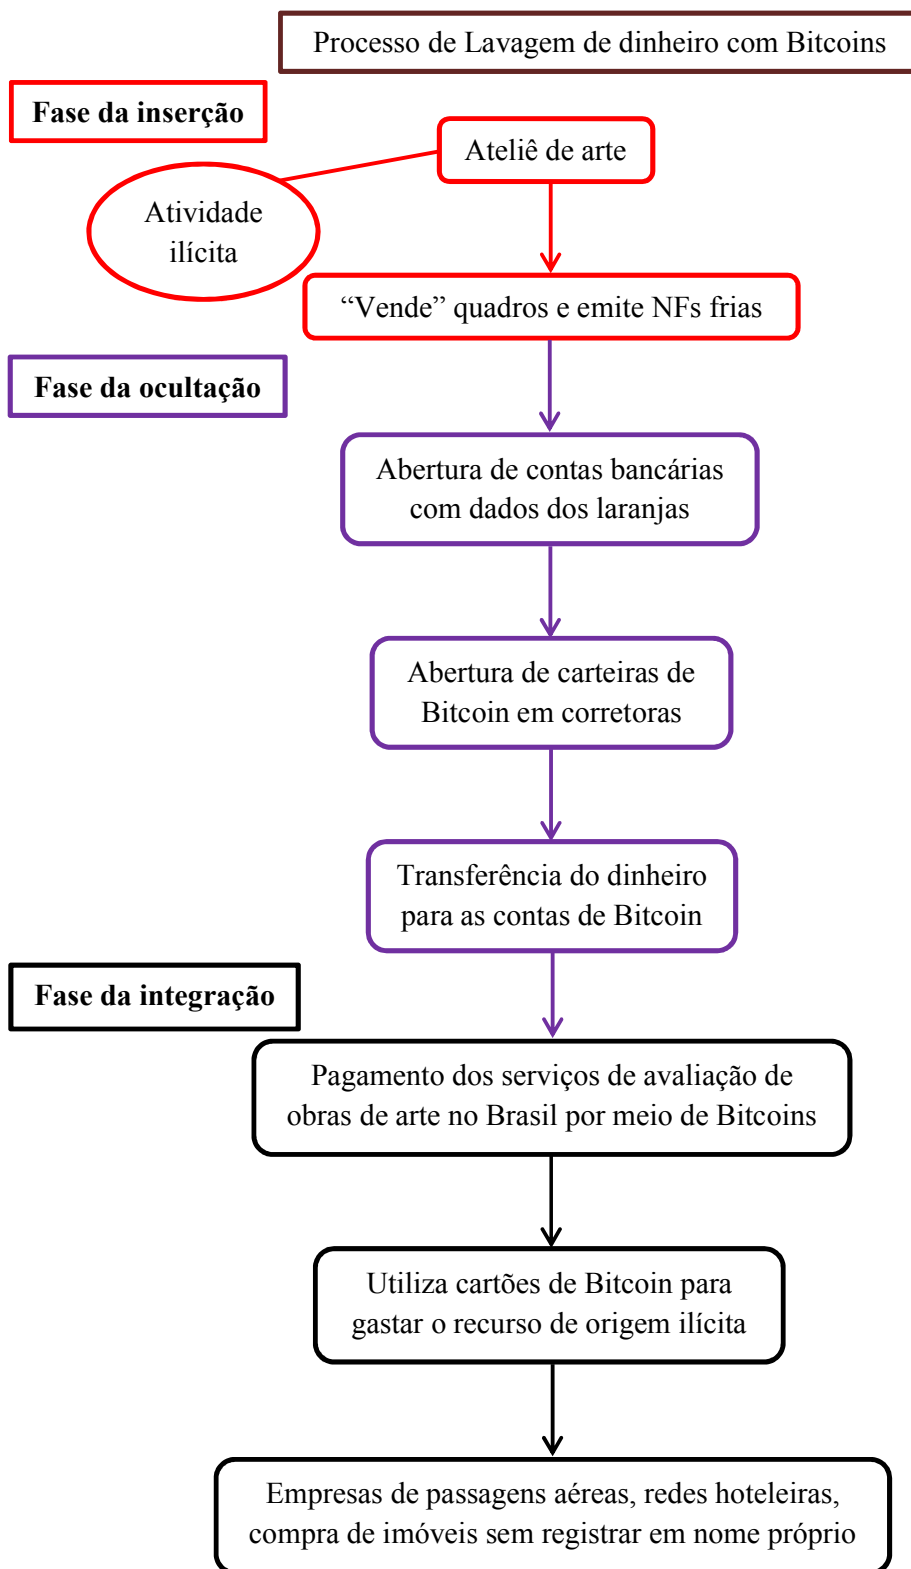 Processo de Lavagem de dinheiro com Bitcoins
Fase da inserção
Ateliê de arte
Atividade
ilícita
“Vende” quadros e emite NFs frias
Fase da ocultação
Abertura de contas bancárias
com dados dos laranjas
Abertura de carteiras de
Bitcoin em corretoras
Transferência do dinheiro
para as contas de Bitcoin
Fase da integração
Pagamento dos serviços de avaliação de
obras de arte no Brasil por meio de Bitcoins
Utiliza cartões de Bitcoin para
gastar o recurso de origem ilícita
Empresas de passagens aéreas, redes hoteleiras,
compra de imóveis sem registrar em nome próprio